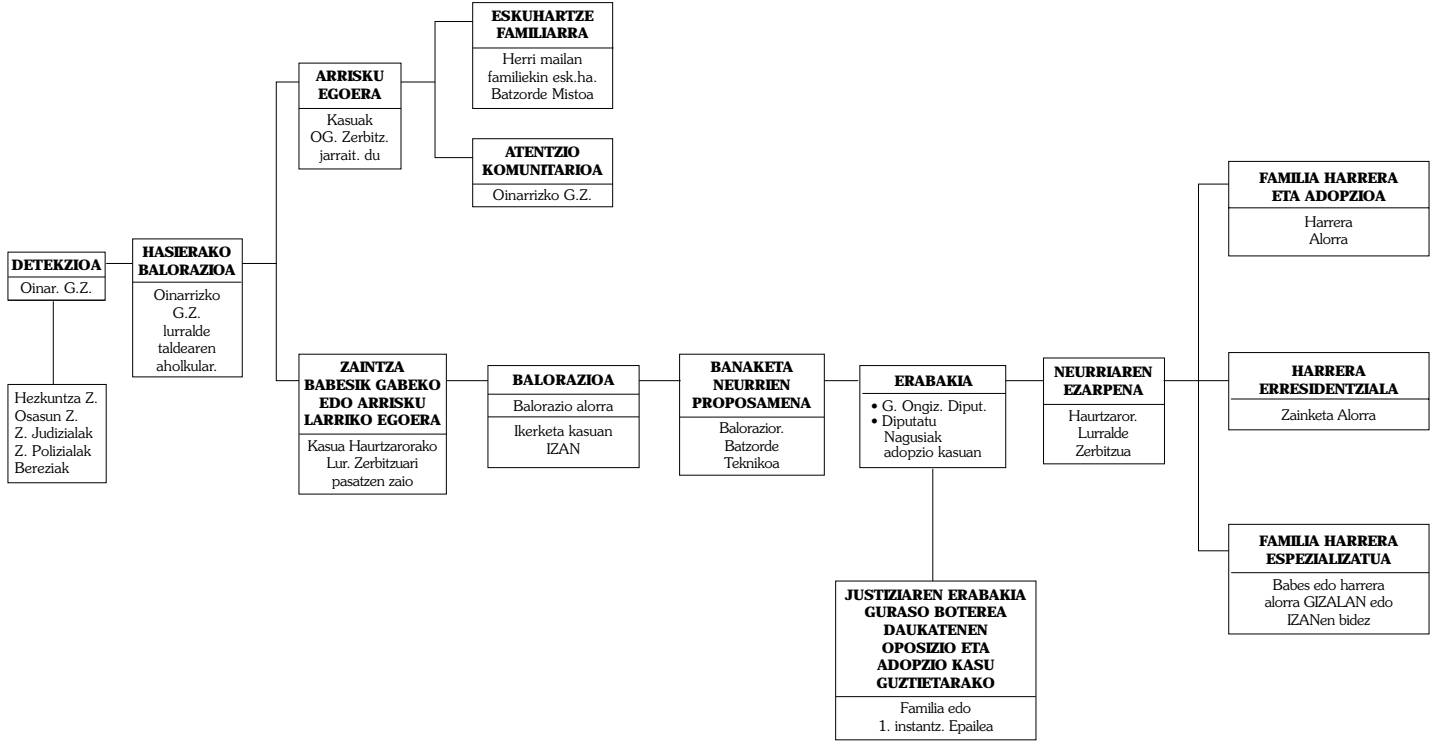 DETEKZIOA
Oinar. G.Z.
Hezkuntza Z.
Osasun Z.
Z. Judizialak
Z. Polizialak
Bereziak
HASIERAKO
BALORAZIOA
Oinarrizko
G.Z.
lurralde
taldearen
aholkular.
ARRISKU
EGOERA
Kasuak
OG. Zerbitz.
jarrait. du
ESKUHARTZE
FAMILIARRA
Herri mailan
familiekin esk.ha.
Batzorde Mistoa
ATENTZIO
KOMUNITARIOA
Oinarrizko G.Z.
ZAINTZA
BABESIK GABEKO
EDO ARRISKU
LARRIKO EGOERA
Kasua Haurtzarorako
Lur. Zerbitzuari
pasatzen zaio
BALORAZIOA
Balorazio alorra
Ikerketa kasuan
IZAN
BANAKETA
NEURRIEN
PROPOSAMENA
Balorazior.
Batzorde
Teknikoa
ERABAKIA
• G. Ongiz. Diput.
• Diputatu
Nagusiak
adopzio kasuan
JUSTIZIAREN ERABAKIA
GURASO BOTEREA
DAUKATENEN
OPOSIZIO ETA
ADOPZIO KASU
GUZTIETARAKO
Familia edo
1. instantz. Epailea
NEURRIAREN
EZARPENA
Haurtzaror.
Lurralde
Zerbitzua
FAMILIA HARRERA
ETA ADOPZIOA
Harrera
Alorra
HARRERA
ERRESIDENTZIALA
Zainketa Alorra
FAMILIA HARRERA
ESPEZIALIZATUA
Babes edo harrera
alorra GIZALAN edo
IZANen bidez